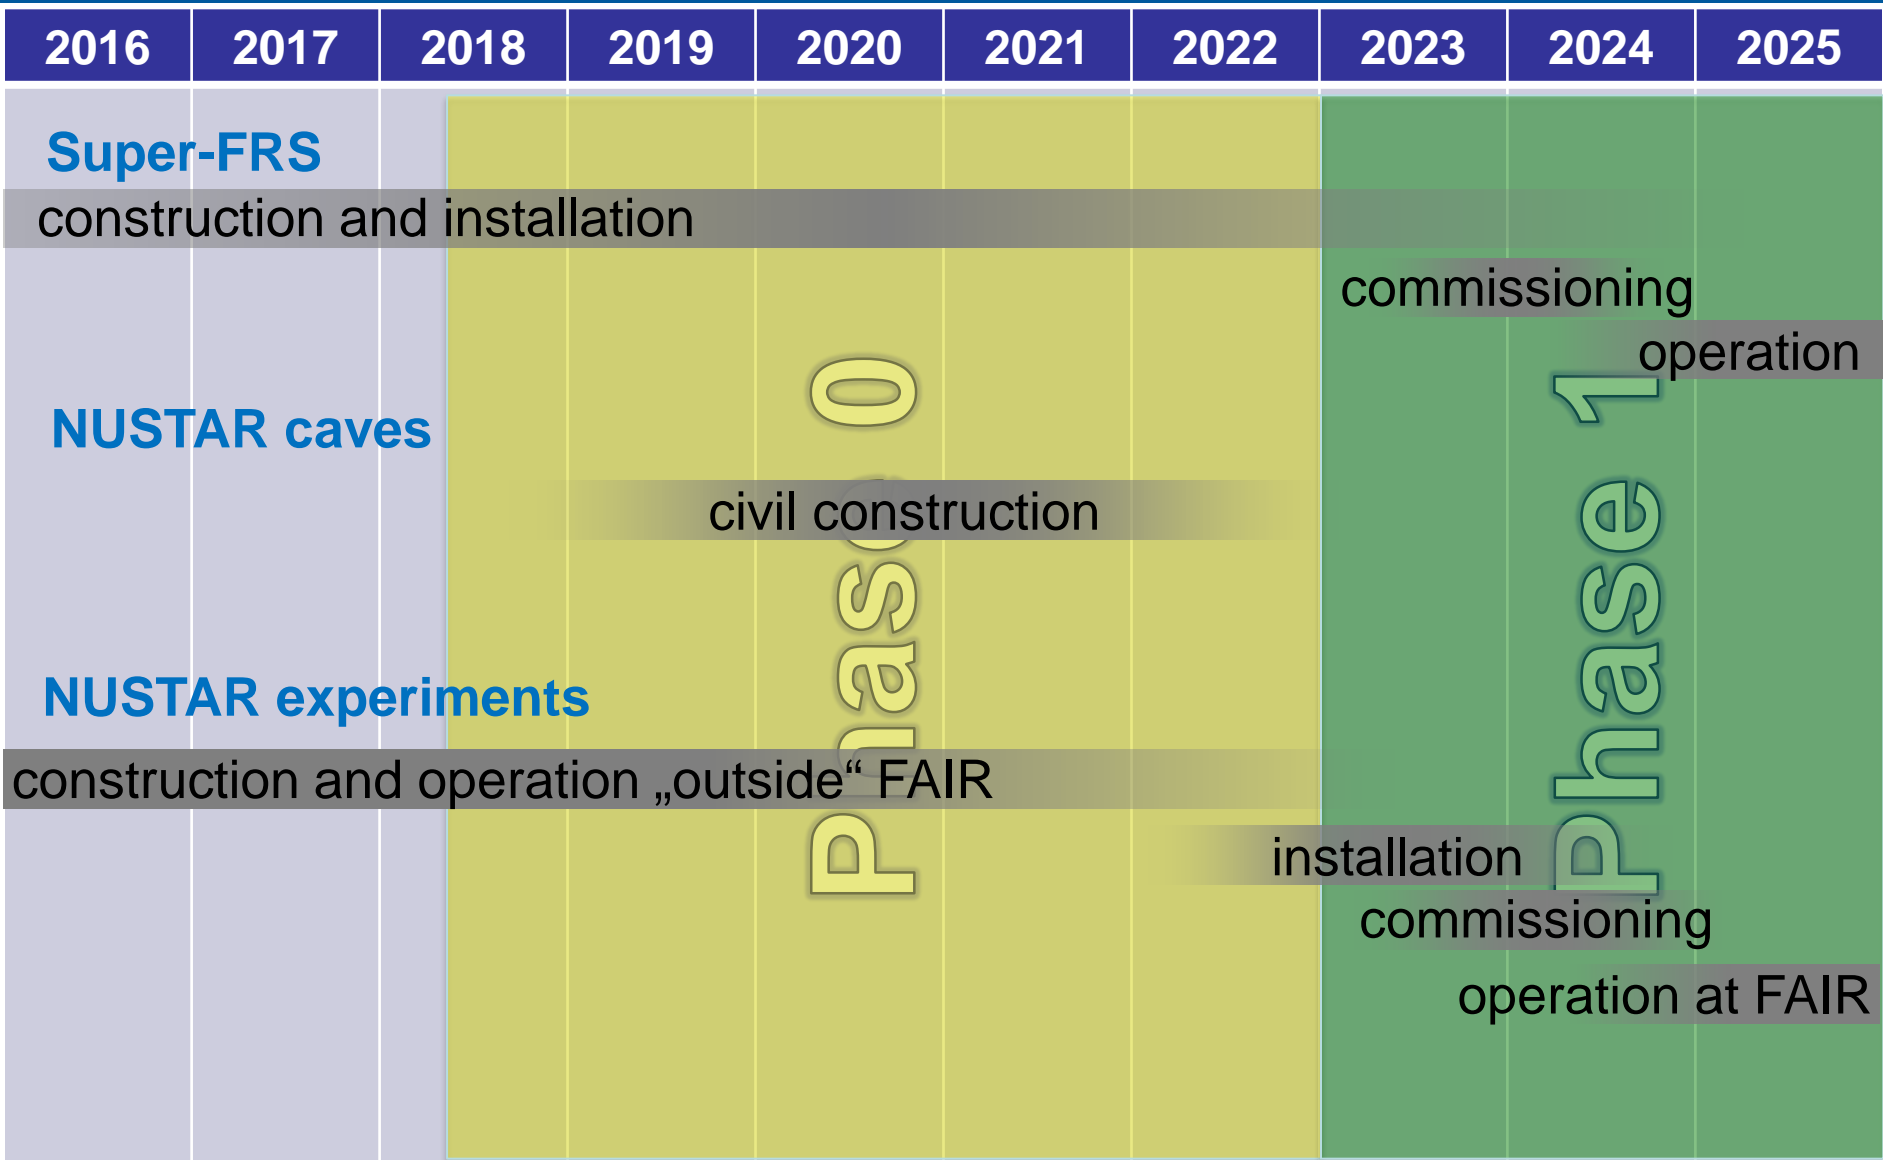 2016 2017 2018 2019 2020 2021 2022 2023 2024 2025
Super-FRS
construction and installation
commissioning
operation
NUSTAR caves
civil construction
NUSTAR experiments
construction and operation „outside“ FAIR
installation
commissioning
operation at FAIR
Phase 0
Phase 1